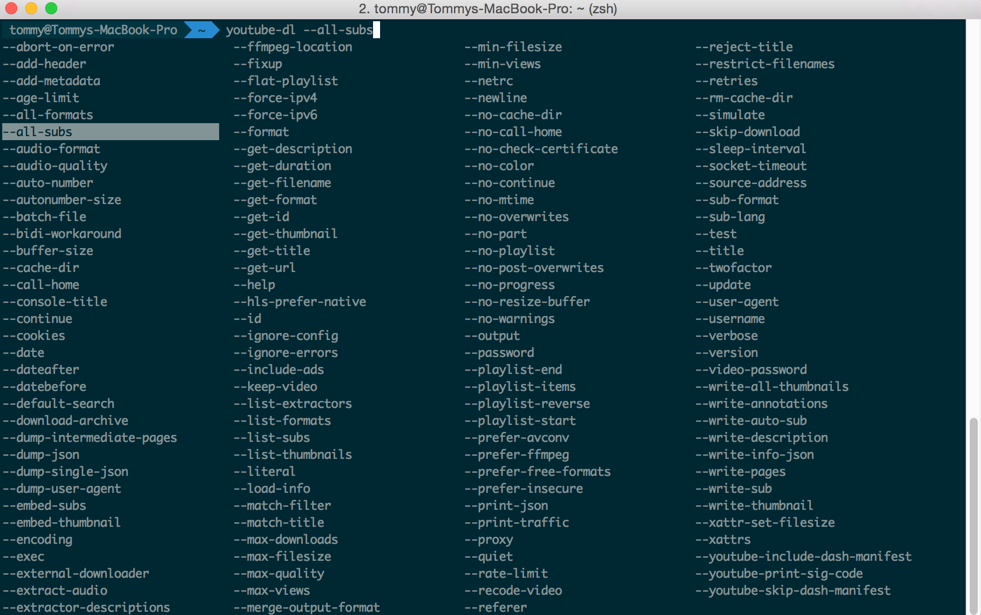 2. tommy@Tommys-MacBook-Pro: ~ (zsh)
tommy@Tommys-MacBook-Pro ~ youtube-dl --all-subs
--abort-on-error --ffmpeg-location --min-filesize --reject-title
--add-header --fixup --min-views --restrict-filenames
--add-metadata --flat-playlist --netrc --retries
--age-limit --force-ipv4 --newline --rm-cache-dir
--all-formats --force-ipv6 --no-cache-dir --simulate
--all-subs --format --no-call-home --skip-download
--audio-format --get-description --no-check-certificate --sleep-interval
--audio-quality --get-duration --no-color --socket-timeout
--auto-number --get-filename --no-continue --source-address
--autonumber-size --get-format --no-mtime --sub-format
--batch-file --get-id --no-overwrites --sub-lang
--bidi-workaround --get-thumbnail --no-part --test
--buffer-size --get-title --no-playlist --title
--cache-dir --get-url --no-post-overwrites --twofactor
--call-home --help --no-progress --update
--console-title --hls-prefer-native --no-resize-buffer --user-agent
--continue --id --no-warnings --username
--cookies --ignore-config --output --verbose
--date --ignore-errors --password --version
--dateafter --include-ads --playlist-end --video-password
--datebefore --keep-video --playlist-items --write-all-thumbnails
--default-search --list-extractors --playlist-reverse --write-annotations
--download-archive --list-formats --playlist-start --write-auto-sub
--dump-intermediate-pages --list-subs --prefer-avconv --write-description
--dump-json --list-thumbnails --prefer-ffmpeg --write-info-json
--dump-single-json --literal --prefer-free-formats --write-pages
--dump-user-agent --load-info --prefer-insecure --write-sub
--embed-subs --match-filter --print-json --write-thumbnail
--embed-thumbnail --match-title --print-traffic --xattr-set-filesize
--encoding --max-downloads --proxy --xattrs
--exec --max-filesize --quiet --youtube-include-dash-manifest
--external-downloader --max-quality --rate-limit --youtube-print-sig-code
--extract-audio --max-views --recode-video --youtube-skip-dash-manifest
--extractor-descriptions --merge-output-format --referer